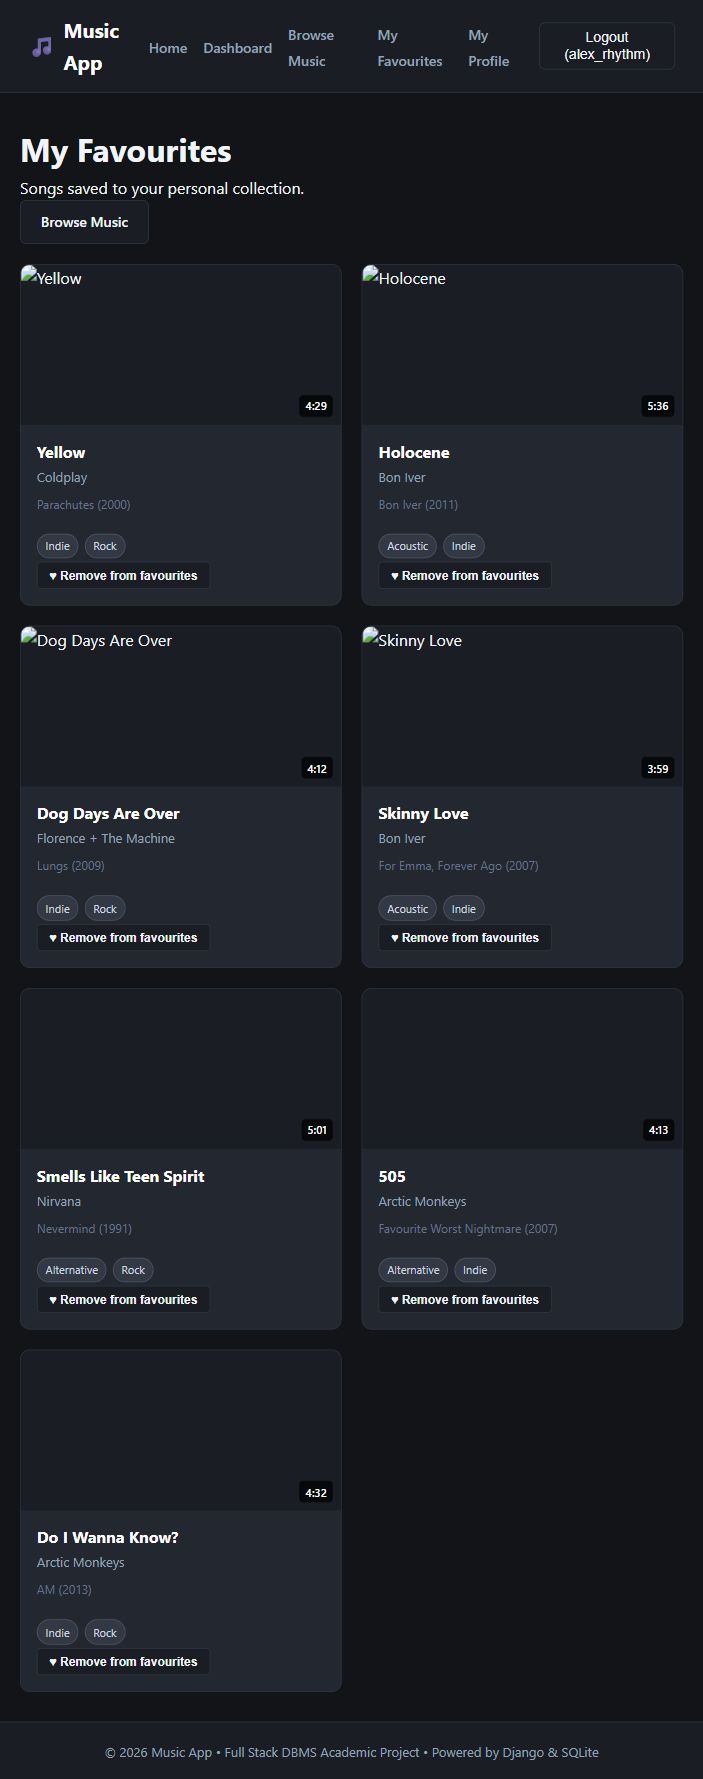 Music App
Home
Dashboard
Browse Music
My Favourites
My Profile
Logout (alex_rhythm)
My Favourites
Songs saved to your personal collection.
Browse Music
Yellow
4:29
Yellow
Coldplay
Parachutes (2000)
Indie Rock
♥ Remove from favourites
Holocene
5:36
Holocene
Bon Iver
Bon Iver (2011)
Acoustic Indie
♥ Remove from favourites
Dog Days Are Over
4:12
Dog Days Are Over
Florence + The Machine
Lungs (2009)
Indie Rock
♥ Remove from favourites
Skinny Love
3:59
Skinny Love
Bon Iver
For Emma, Forever Ago (2007)
Acoustic Indie
♥ Remove from favourites
5:01
Smells Like Teen Spirit
Nirvana
Nevermind (1991)
Alternative Rock
♥ Remove from favourites
4:13
505
Arctic Monkeys
Favourite Worst Nightmare (2007)
Alternative Indie
♥ Remove from favourites
4:32
Do I Wanna Know?
Arctic Monkeys
AM (2013)
Indie Rock
♥ Remove from favourites
© 2026 Music App • Full Stack DBMS Academic Project • Powered by Django & SQLite